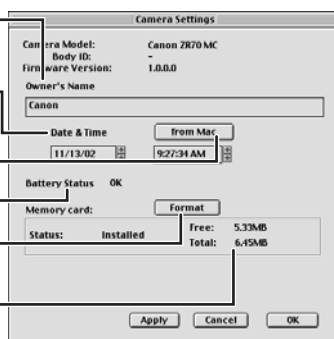 Camera Settings
Camera Model: Canon ZR70 MC
Body ID: -
Firmware Version: 1.0.0.0
Owner's Name
Canon
Date & Time from Mac
11/13/02 9:27:34 AM
Battery Status OK
Memory card: Format
Status: Installed Free: 5.33MB
Total: 6.45MB
Apply Cancel OK